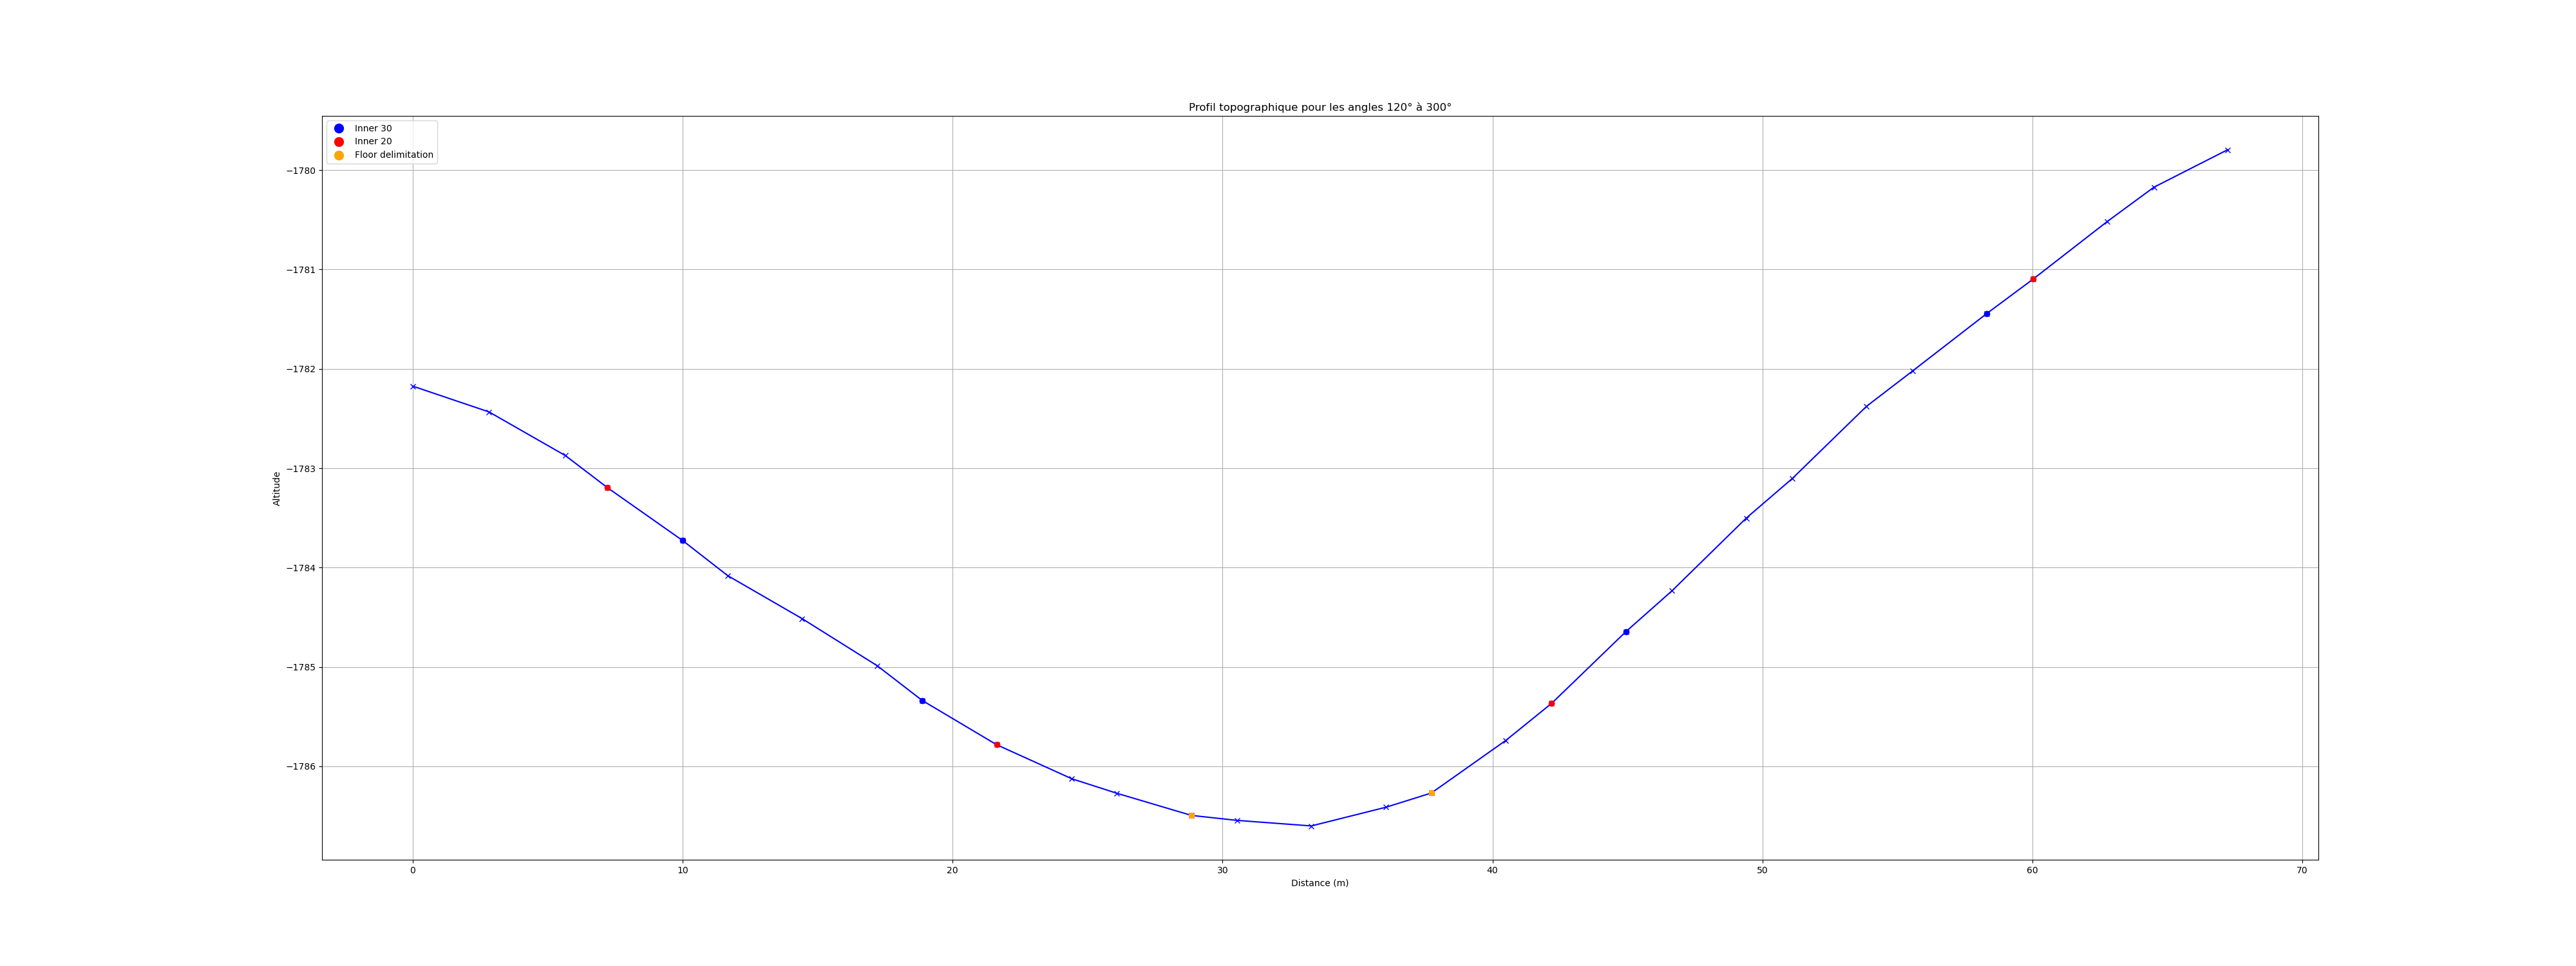 Profil topographique pour les angles 120° à 300°
Inner 30
Inner 20
Floor delimitation
−1780
−1781
−1782
−1783
−1784
−1785
−1786
Altitude
0 10 20 30 40 50 60 70
Distance (m)